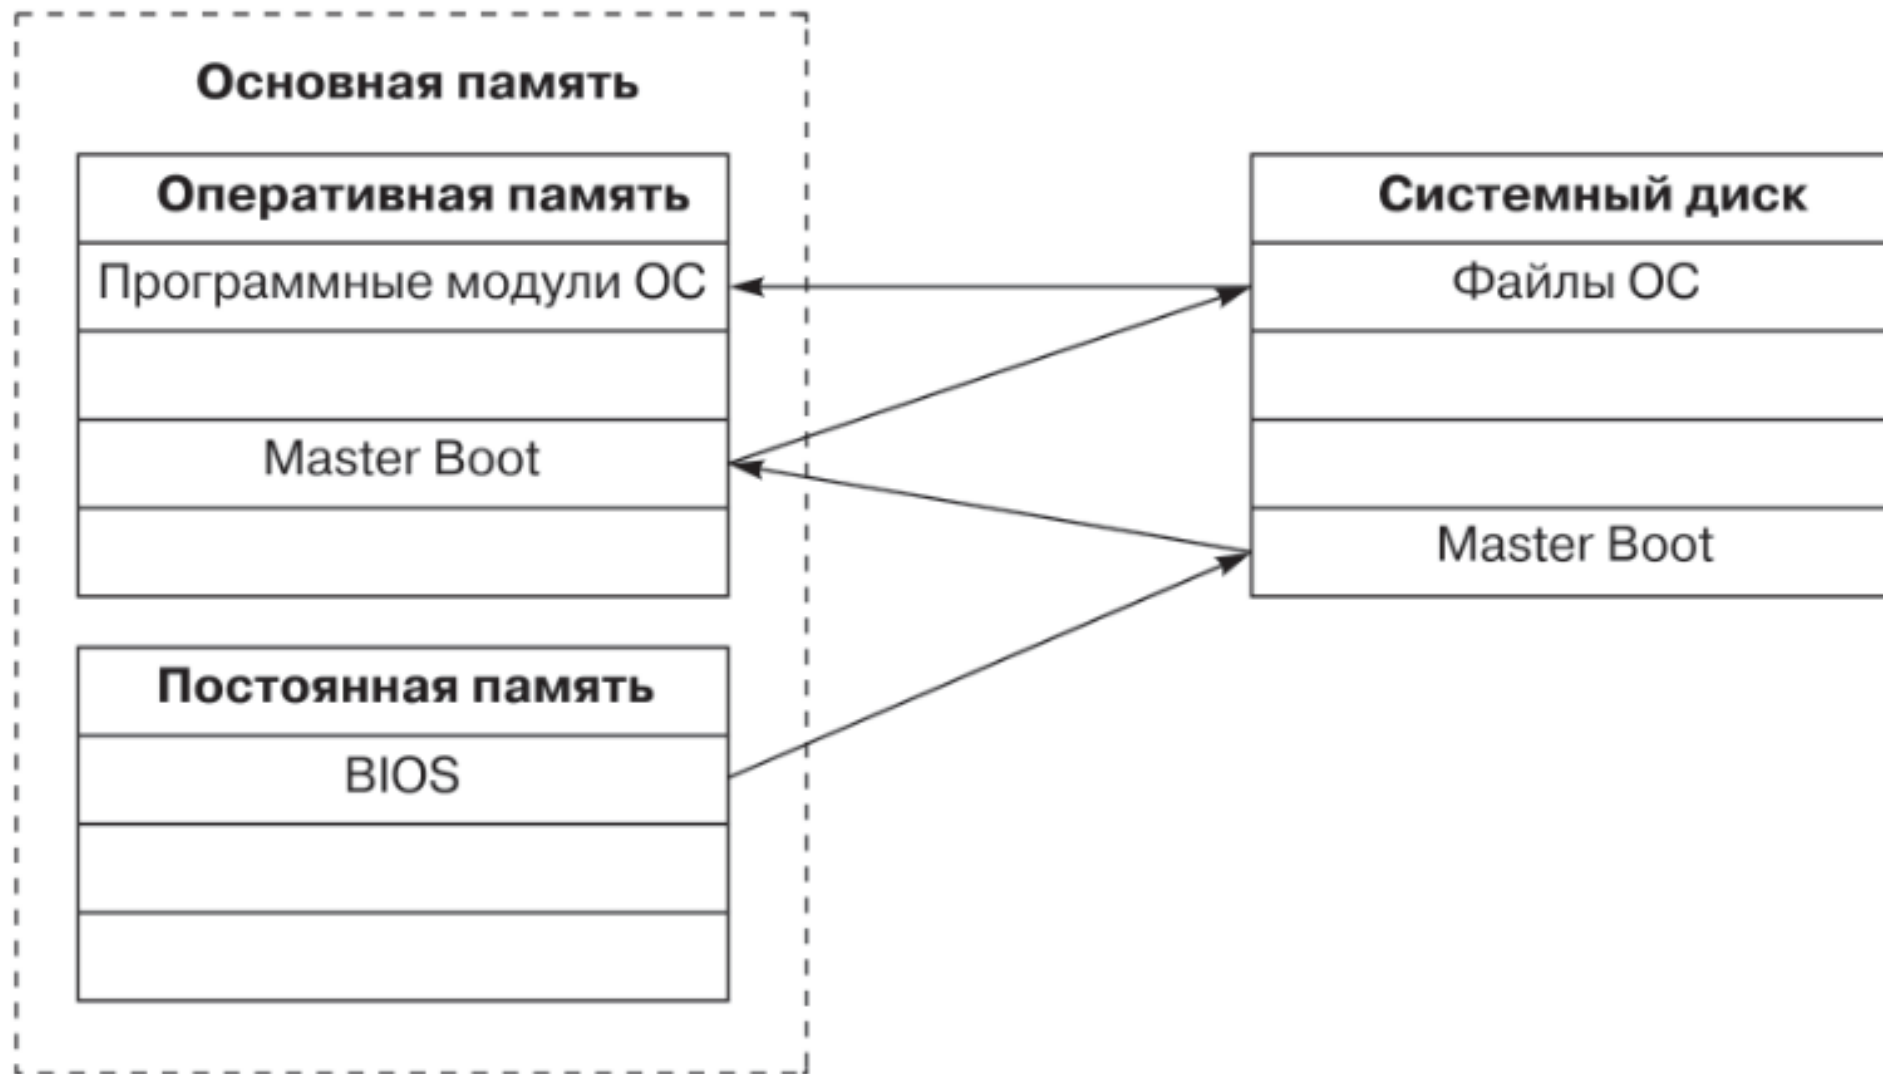 Основная память
Оперативная память
Программные модули ОС
Master Boot
Постоянная память
BIOS
Системный диск
Файлы ОС
Master Boot